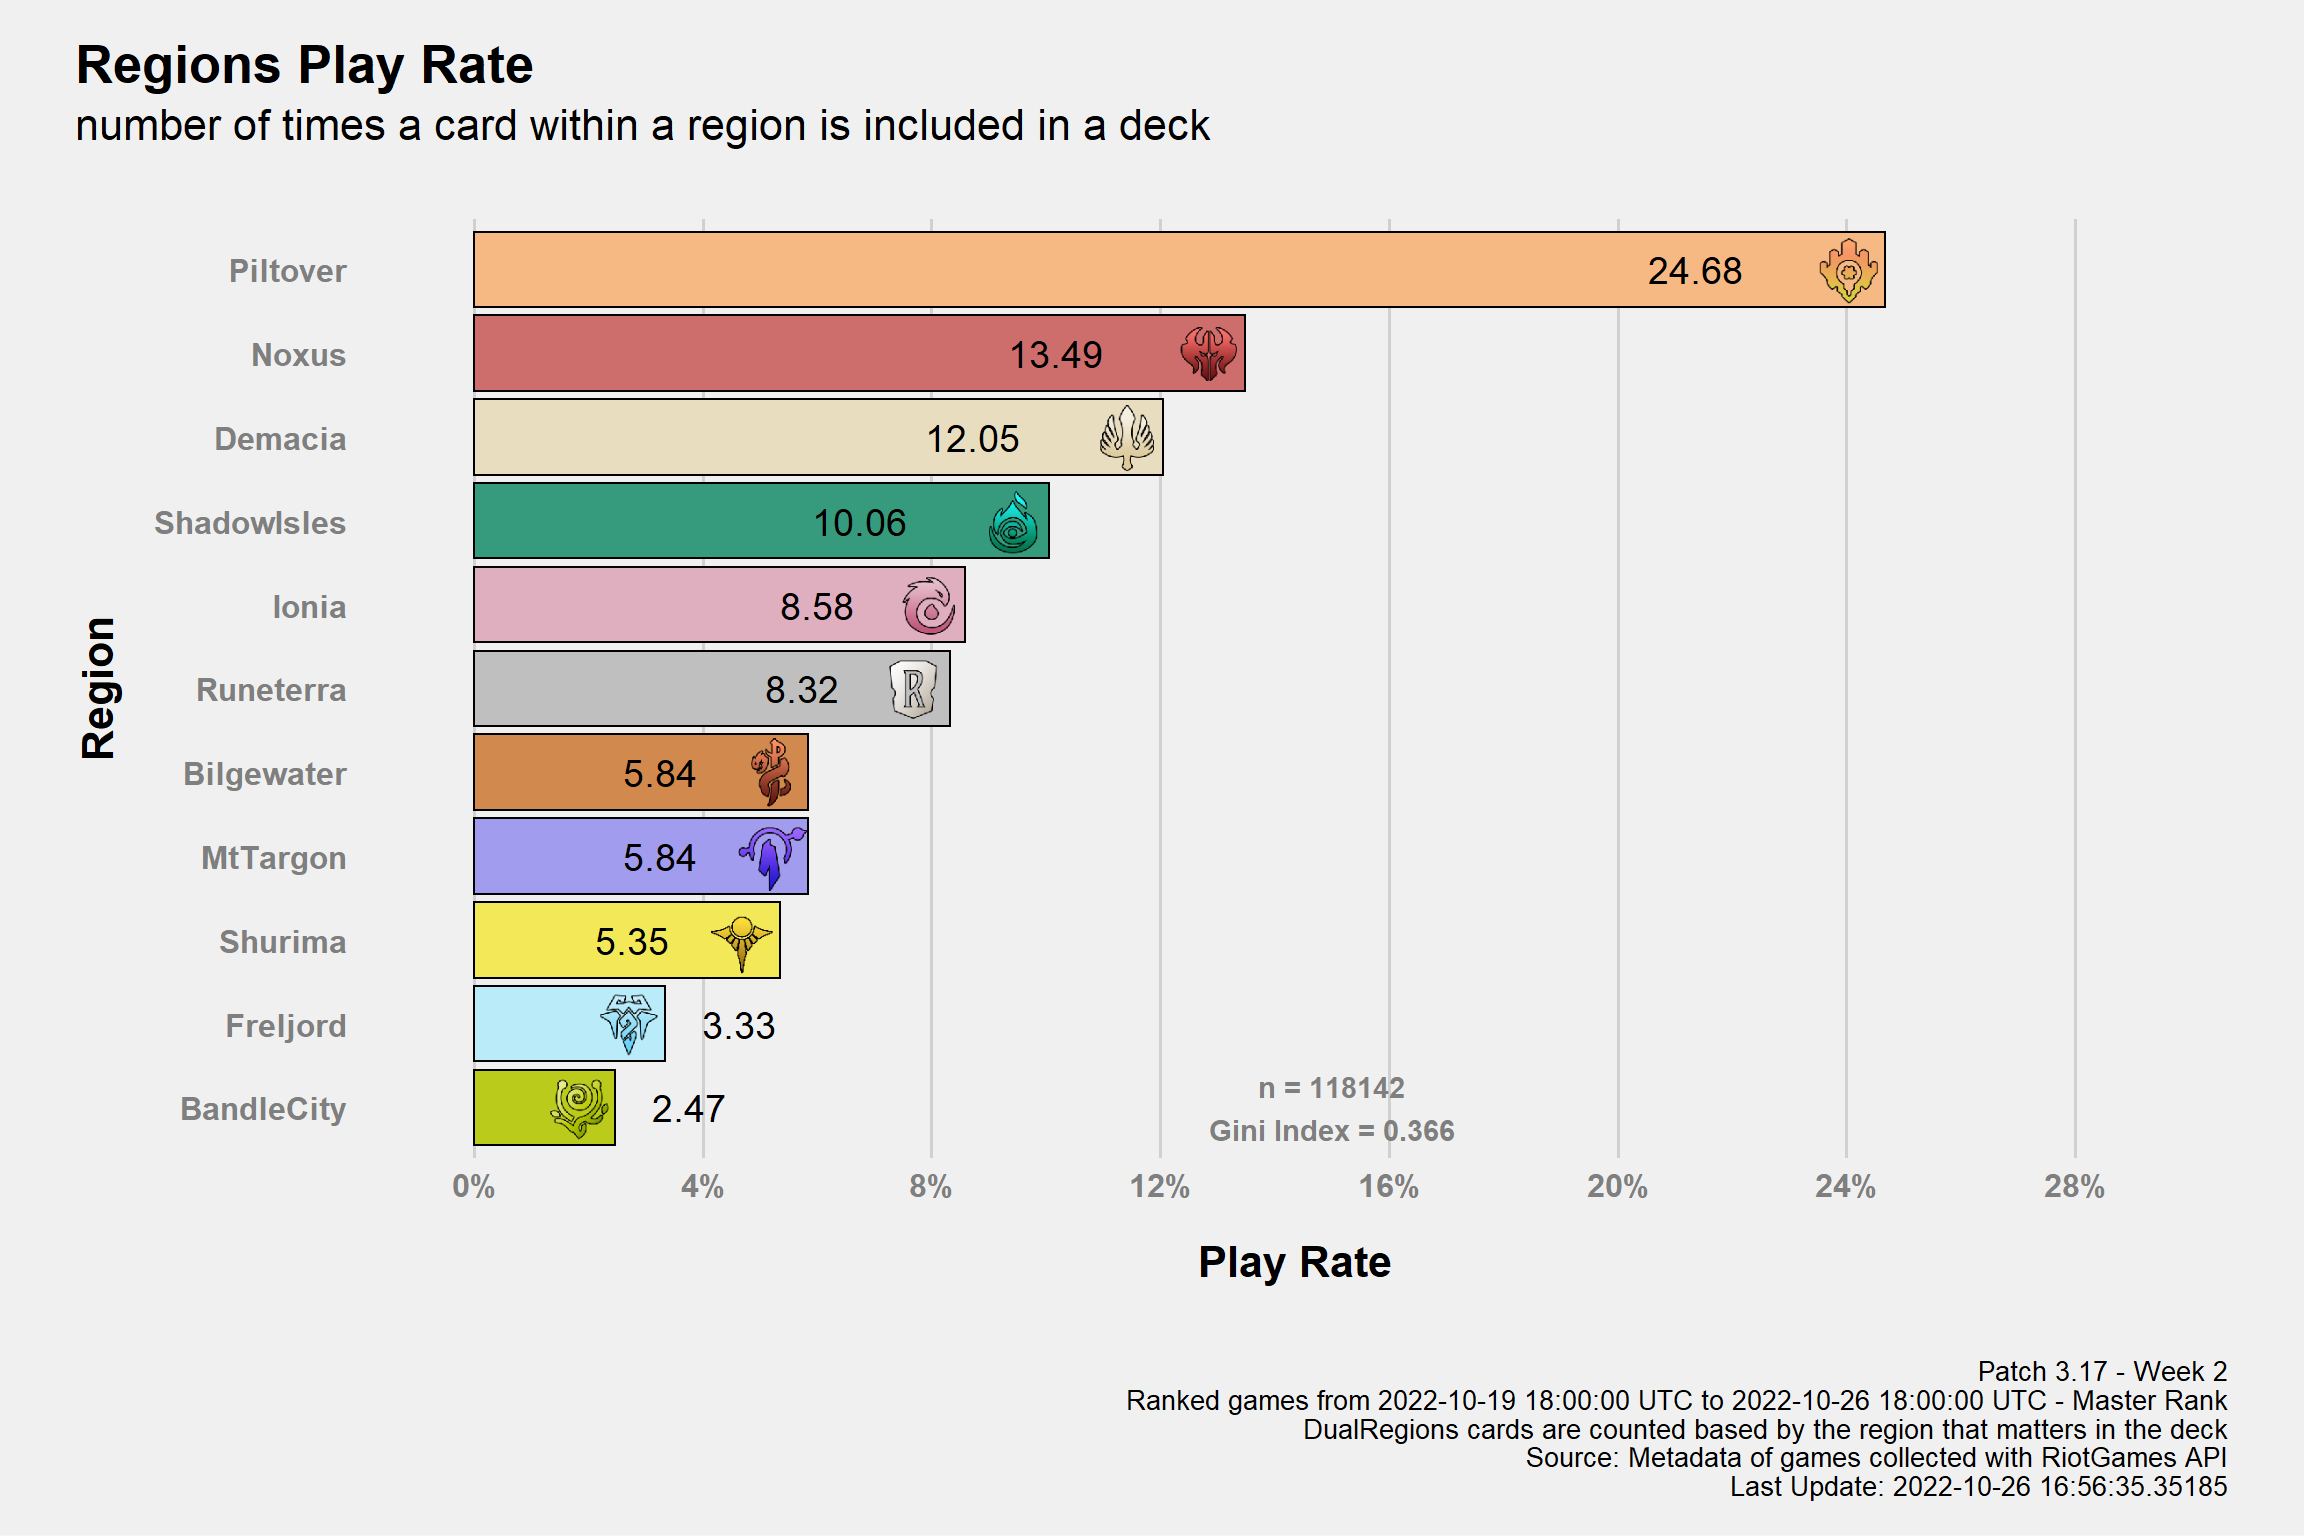 Regions Play Rate
number of times a card within a region is included in a deck
Region
Piltover 24.68
Noxus 13.49
Demacia 12.05
ShadowIsles 10.06
Ionia 8.58
Runeterra 8.32
R
Bilgewater 5.84
MtTargon 5.84
Shurima 5.35
Freljord 3.33
BandleCity 2.47
n = 118142
Gini Index = 0.366
0% 4% 8% 12% 16% 20% 24% 28%
Play Rate
Patch 3.17 - Week 2
Ranked games from 2022-10-19 18:00:00 UTC to 2022-10-26 18:00:00 UTC - Master Rank
DualRegions cards are counted based by the region that matters in the deck
Source: Metadata of games collected with RiotGames API
Last Update: 2022-10-26 16:56:35.35185